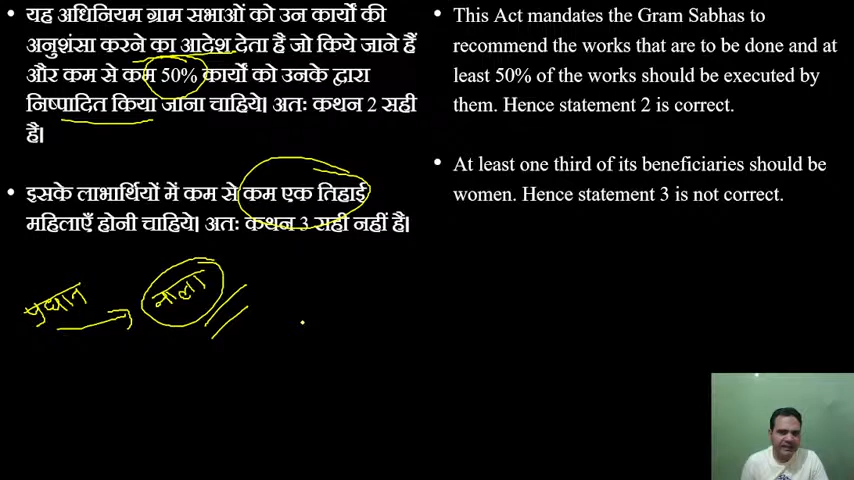 • यह अधिनियम ग्राम सभाओं को उन कार्यों की
अनुशंसा करने का आदेश देता है जो किये जाने हैं
और कम से कम 50% कार्यों को उनके द्वारा
निष्पादित किया जाना चाहिये। अतः कथन 2 सही
है।
• इसके लाभार्थियों में कम से कम एक तिहाई
महिलाएँ होनी चाहिये। अतः कथन 3 सही नहीं है।
प्रधान
नाला
• This Act mandates the Gram Sabhas to
recommend the works that are to be done and at
least 50% of the works should be executed by
them. Hence statement 2 is correct.
• At least one third of its beneficiaries should be
women. Hence statement 3 is not correct.